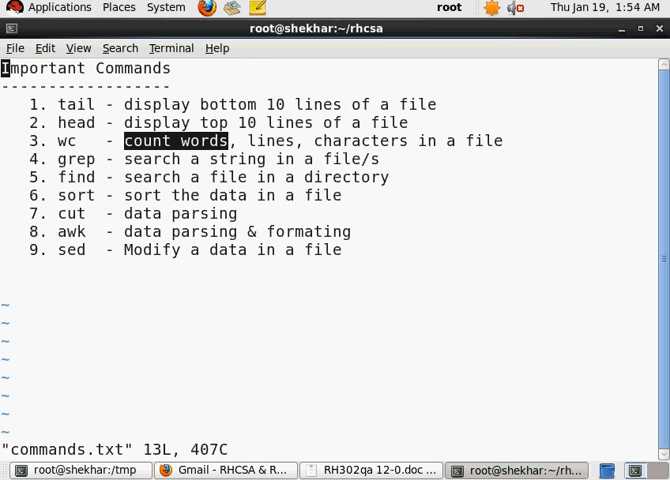 Applications Places System root Thu Jan 19, 1:54 AM
root@shekhar:~/rhcsa
File Edit View Search Terminal Help
Important Commands
------------------
1. tail - display bottom 10 lines of a file
2. head - display top 10 lines of a file
3. wc - count words, lines, characters in a file
4. grep - search a string in a file/s
5. find - search a file in a directory
6. sort - sort the data in a file
7. cut - data parsing
8. awk - data parsing & formating
9. sed - Modify a data in a file
~
~
~
~
~
~
~
~
"commands.txt" 13L, 407C
root@shekhar:/tmp Gmail - RHCSA & R... RH302qa 12-0.doc ... root@shekhar:~/rh...